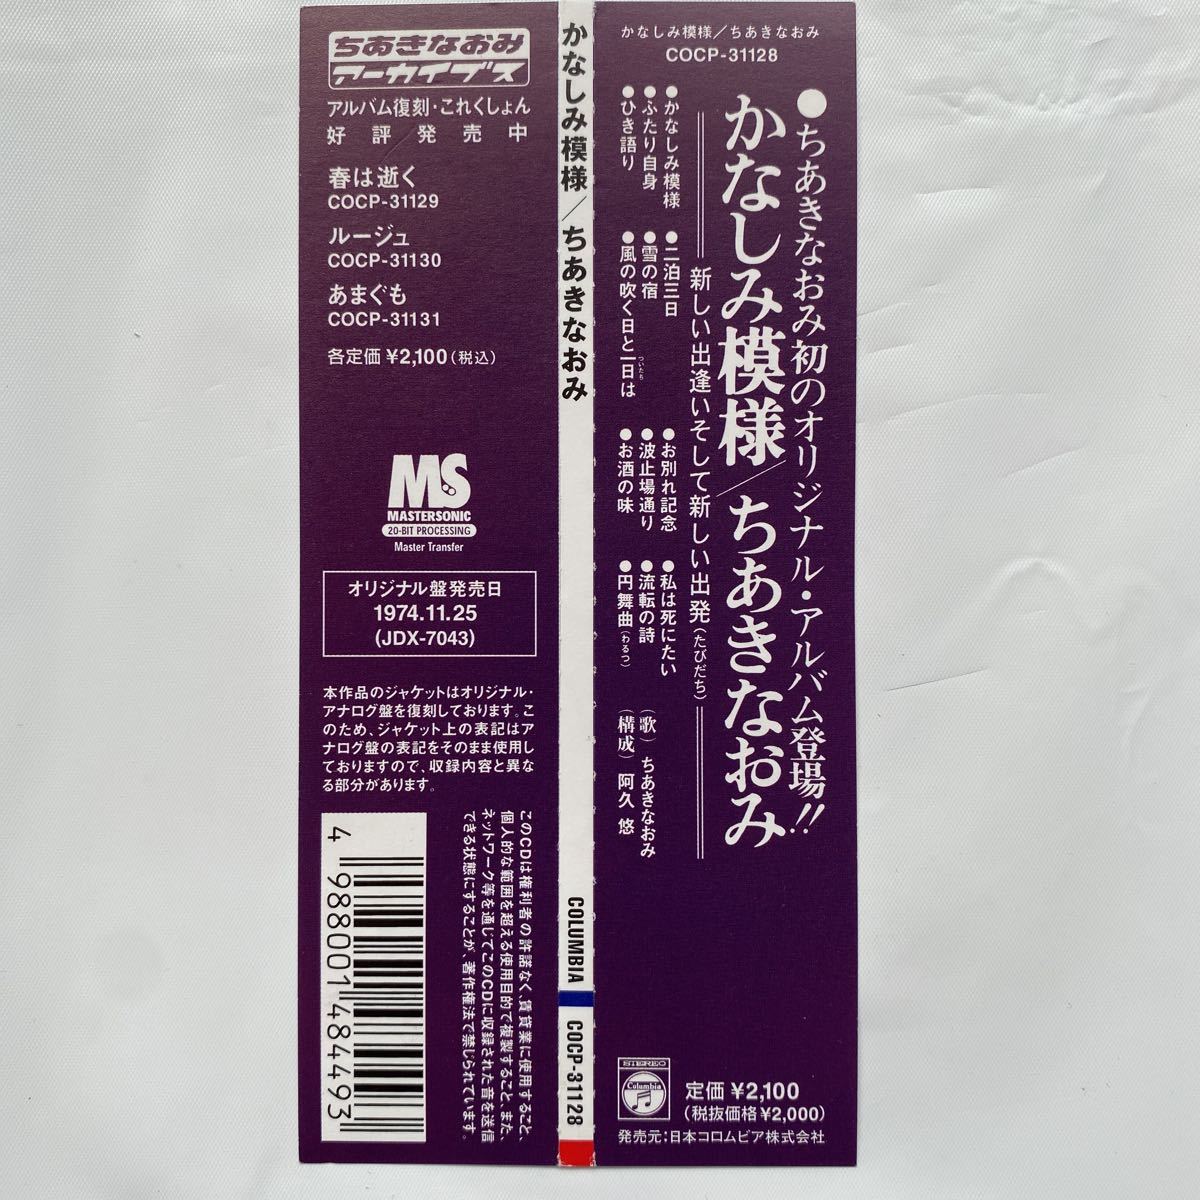 かなしみ模様/ちあきなおみ
COCP-31128
●ちあきなおみ初のオリジナル・アルバム登場!!
かなしみ模様/ちあきなおみ
新しい出逢いそして新しい出発(たびだち)
●かなしみ模様
●ふたり自身
●ひき語り
●二泊三日
●雪の宿
●風の吹く日と一日は
ついたち
●お別れ記念
●波止場通り
●お酒の味
●私は死にたい
●流転の詩
●円舞曲(わるつ)
(歌)ちあきなおみ
(構成)阿久 悠
STEREO
Columbia
定価 ¥2,100
(税抜価格¥2,000)
発売元:日本コロムビア株式会社
かなしみ模様/ちあきなおみ
COLUMBIA
COCP-31128
ちあきなおみ
アーカイブス
アルバム復刻・これくしょん
好評発売中
春は逝く
COCP-31129
ルージュ
COCP-31130
あまぐも
COCP-31131
各定価 ¥2,100(税込)
MS
MASTERSONIC
20-BIT PROCESSING
Master Transfer
オリジナル盤発売日
1974.11.25
(JDX-7043)
本作品のジャケットはオリジナル・
アナログ盤を復刻しております。こ
のため、ジャケット上の表記はア
ナログ盤の表記をそのまま使用し
ておりますので、収録内容と異な
る部分があります。
このCDは権利者の許諾なく、賃貸業に使用すること、
個人的な範囲を超える使用目的で複製すること、また、
ネットワーク等を通じてこのCDに収録された音を送信
できる状態にすることが、著作権法で禁じられています。
4 988001 484493